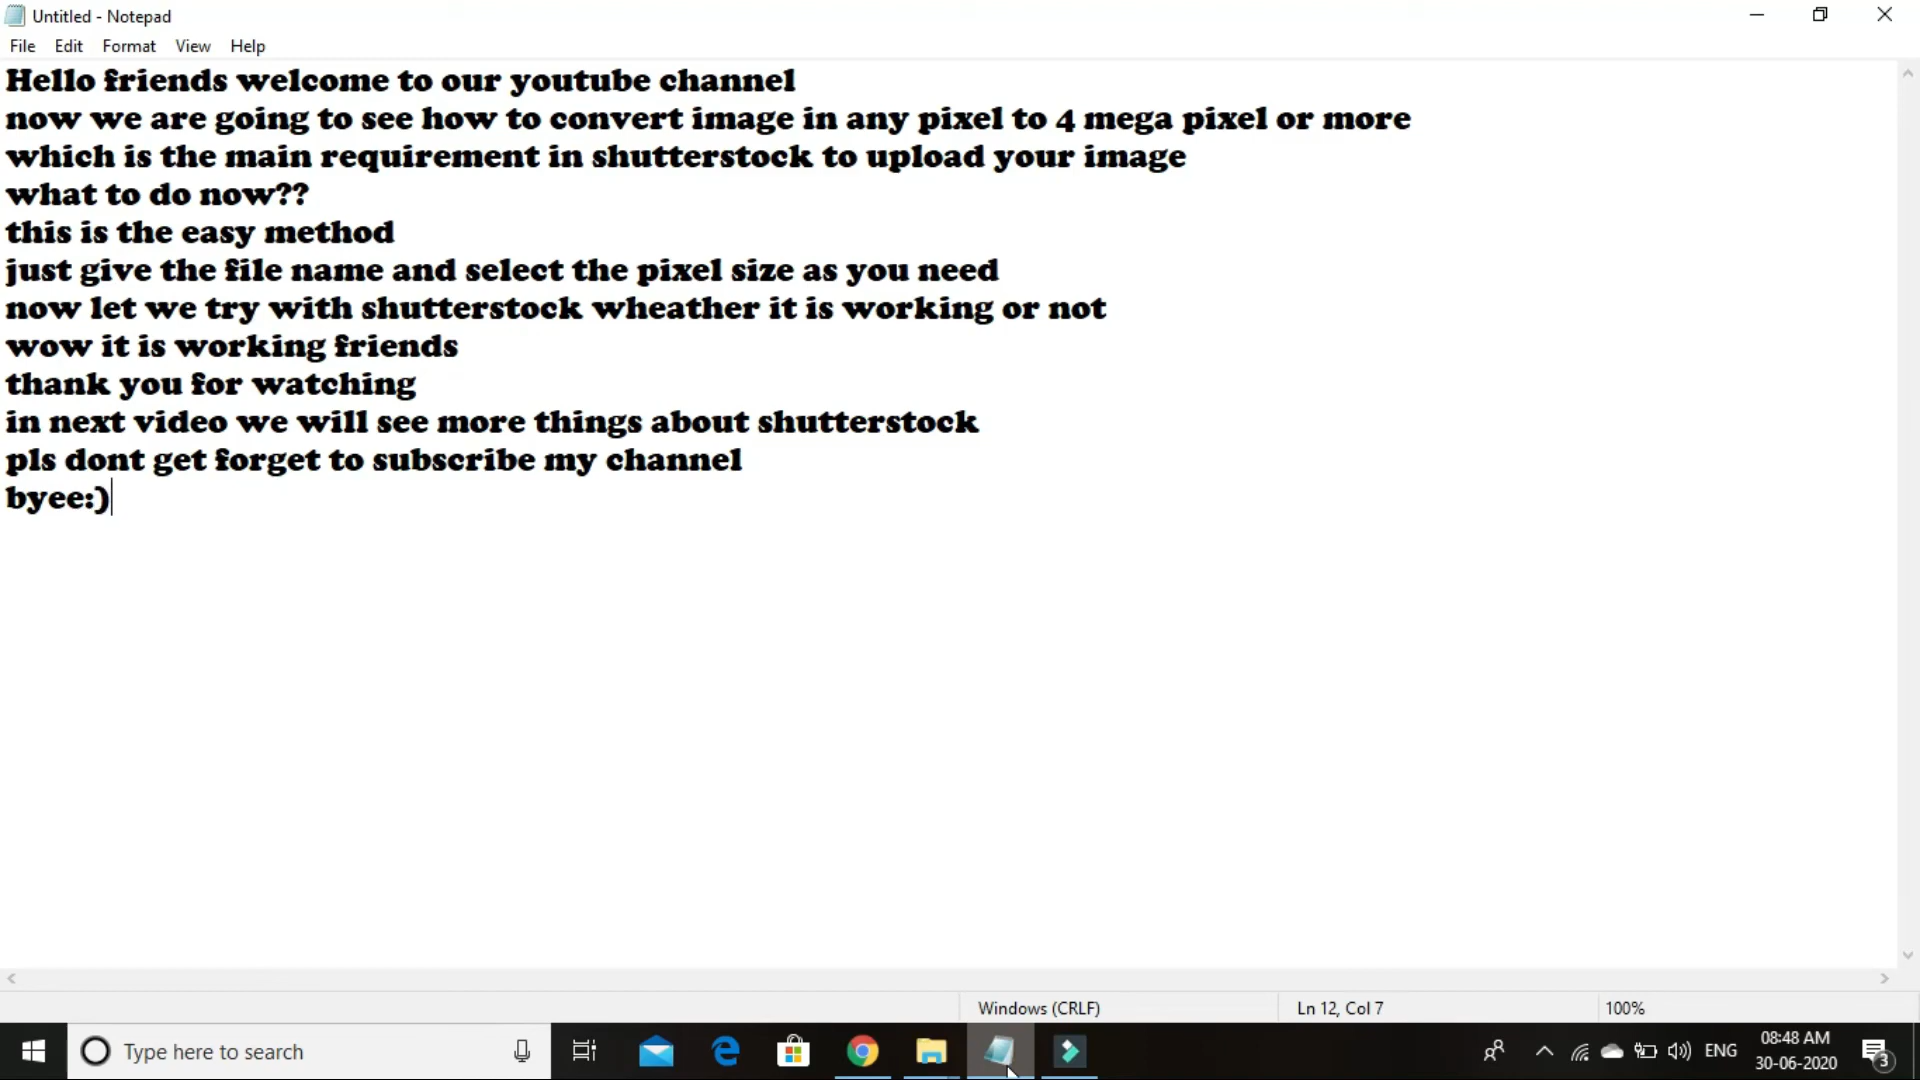 Untitled - Notepad
File Edit Format View Help
Hello friends welcome to our youtube channel
now we are going to see how to convert image in any pixel to 4 mega pixel or more
which is the main requirement in shutterstock to upload your image
what to do now??
this is the easy method
just give the file name and select the pixel size as you need
now let we try with shutterstock wheather it is working or not
wow it is working friends
thank you for watching
in next video we will see more things about shutterstock
pls dont get forget to subscribe my channel
byee:)
Windows (CRLF) Ln 12, Col 7 100%
Type here to search ENG 08:48 AM
30-06-2020 3